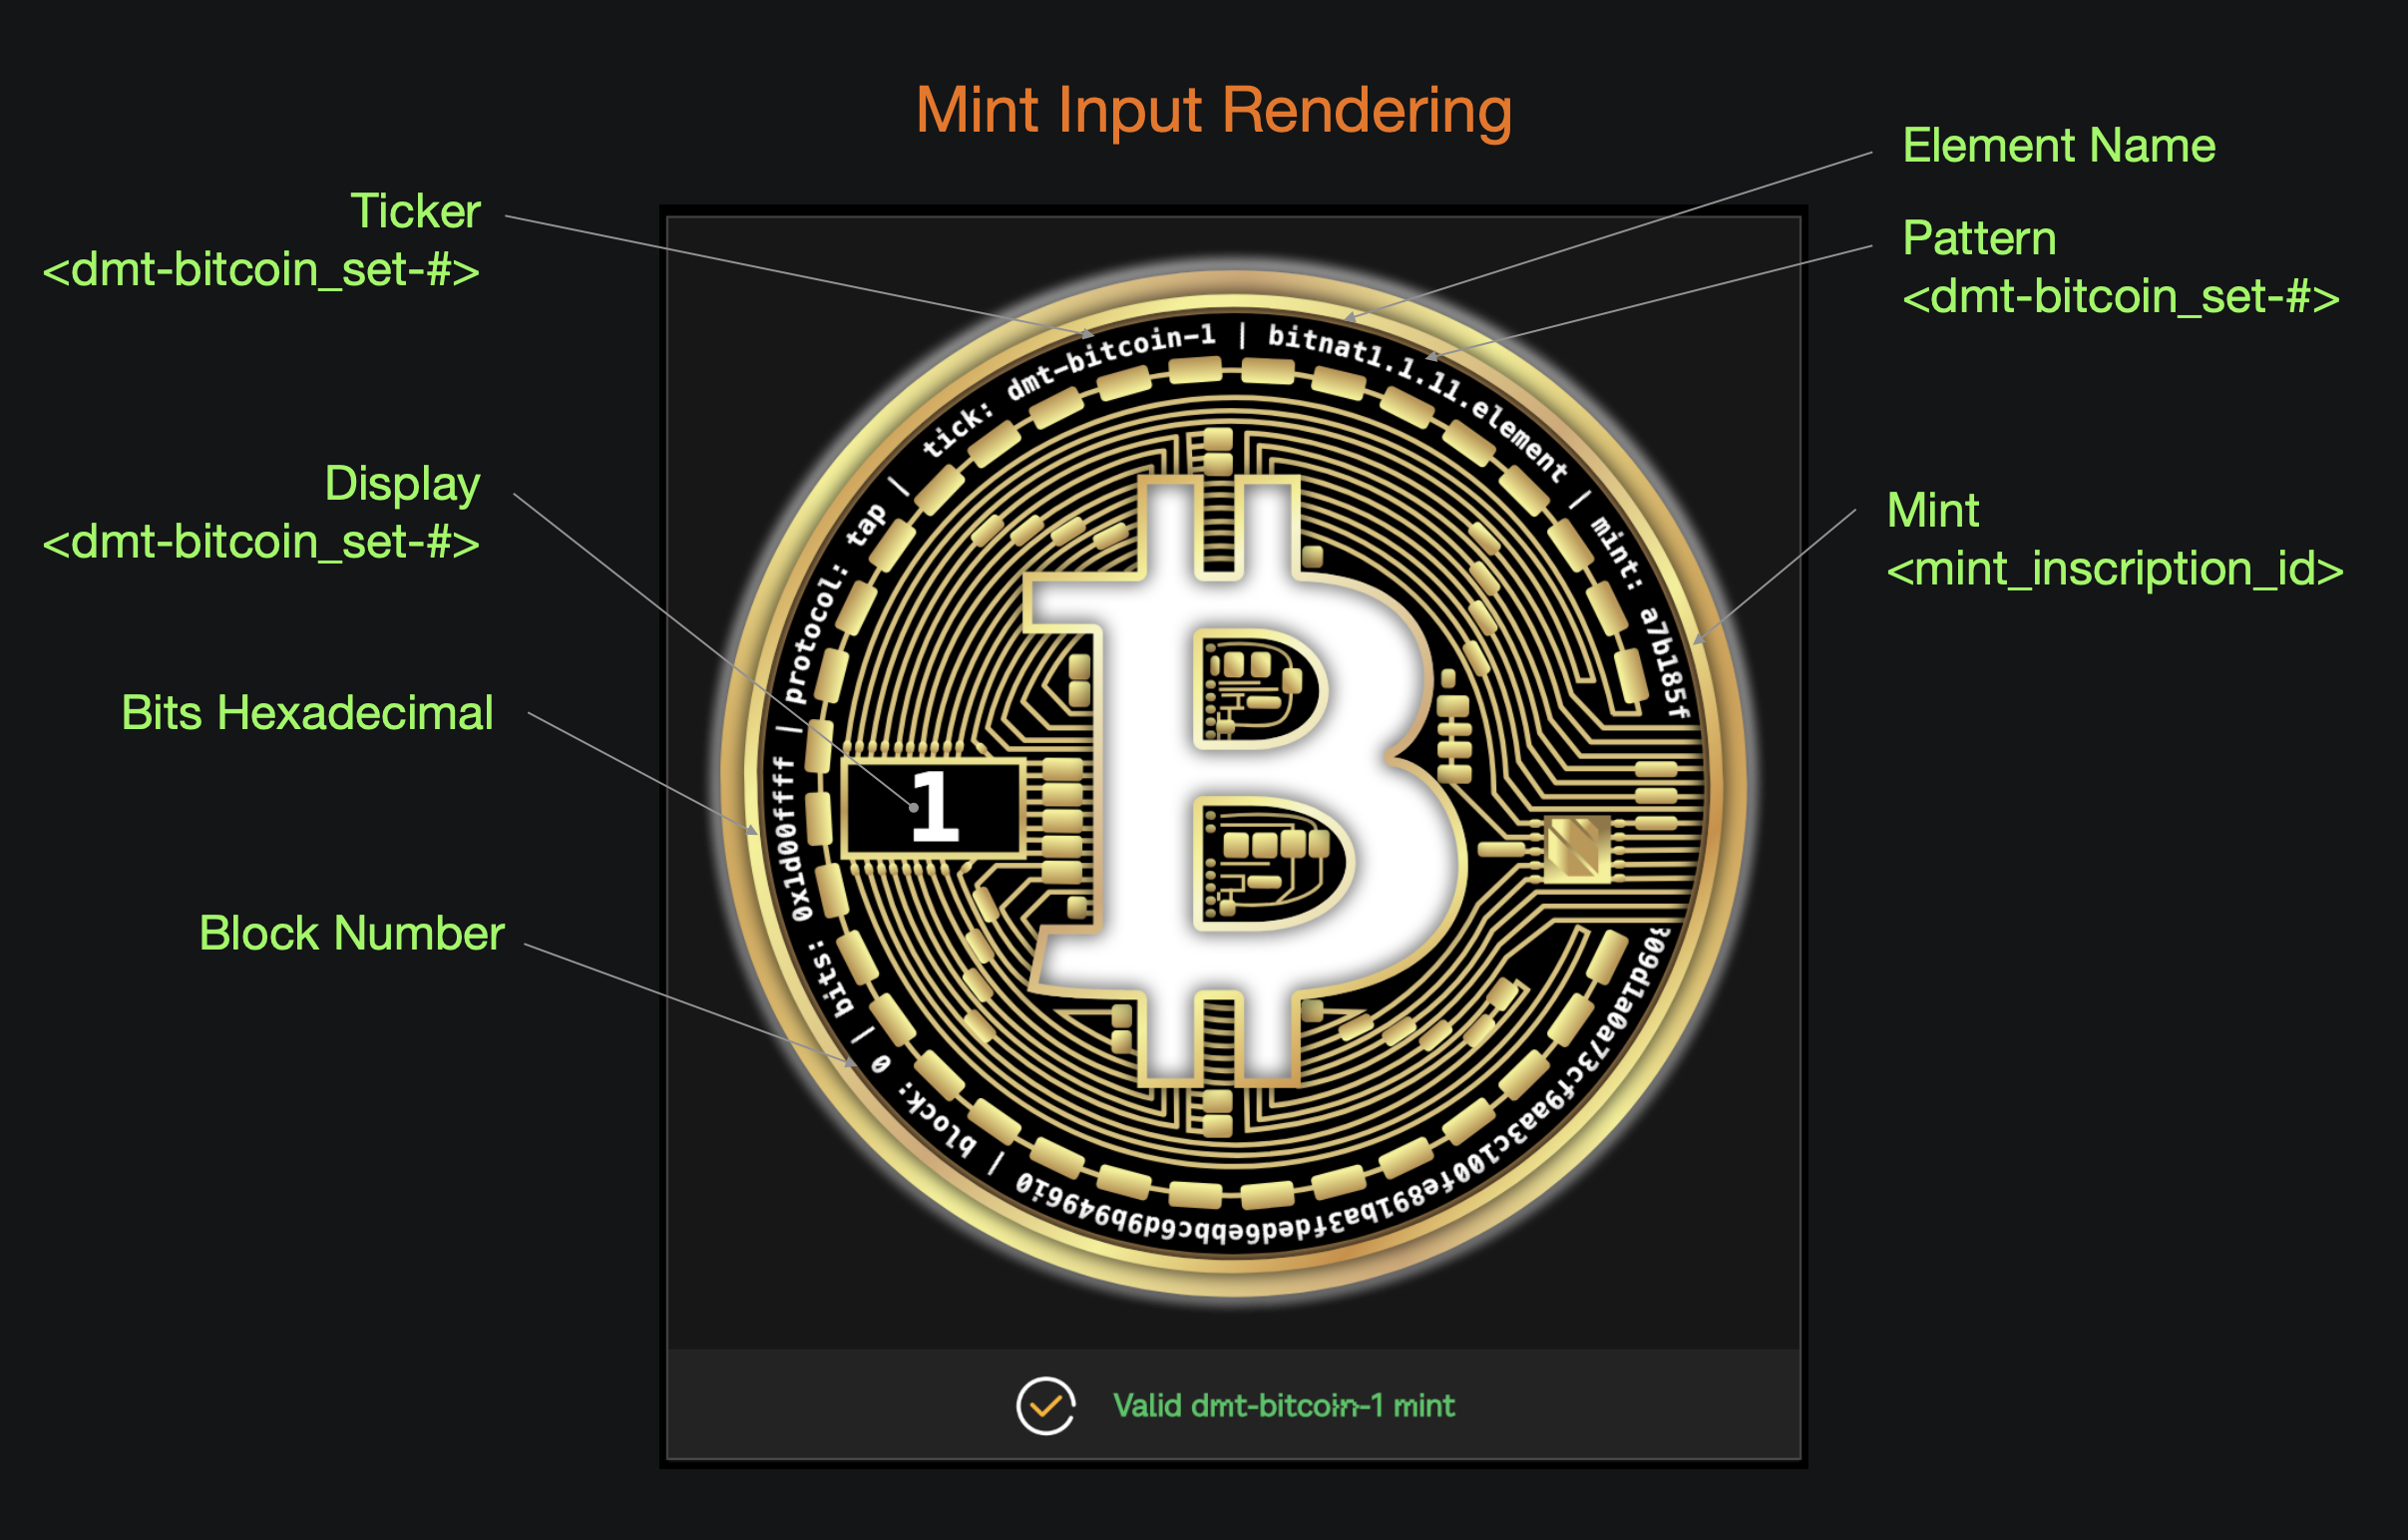 Mint Input Rendering
Ticker
<dmt-bitcoin_set-#>
Display
<dmt-bitcoin_set-#>
Bits Hexadecimal
Block Number
Element Name
Pattern
<dmt-bitcoin_set-#>
Mint
<mint_inscription_id>
tick: dmt-bitcoin-1 | bitnat1.1.11.element | mint: a7b185f
309d1a0a73cf9aa3c100fe891ba3fded6ebbc6d9b9496i0 | block: 0 | bits: 0x1d00ffff | protocol: tap |
1
Valid dmt-bitcoin-1 mint